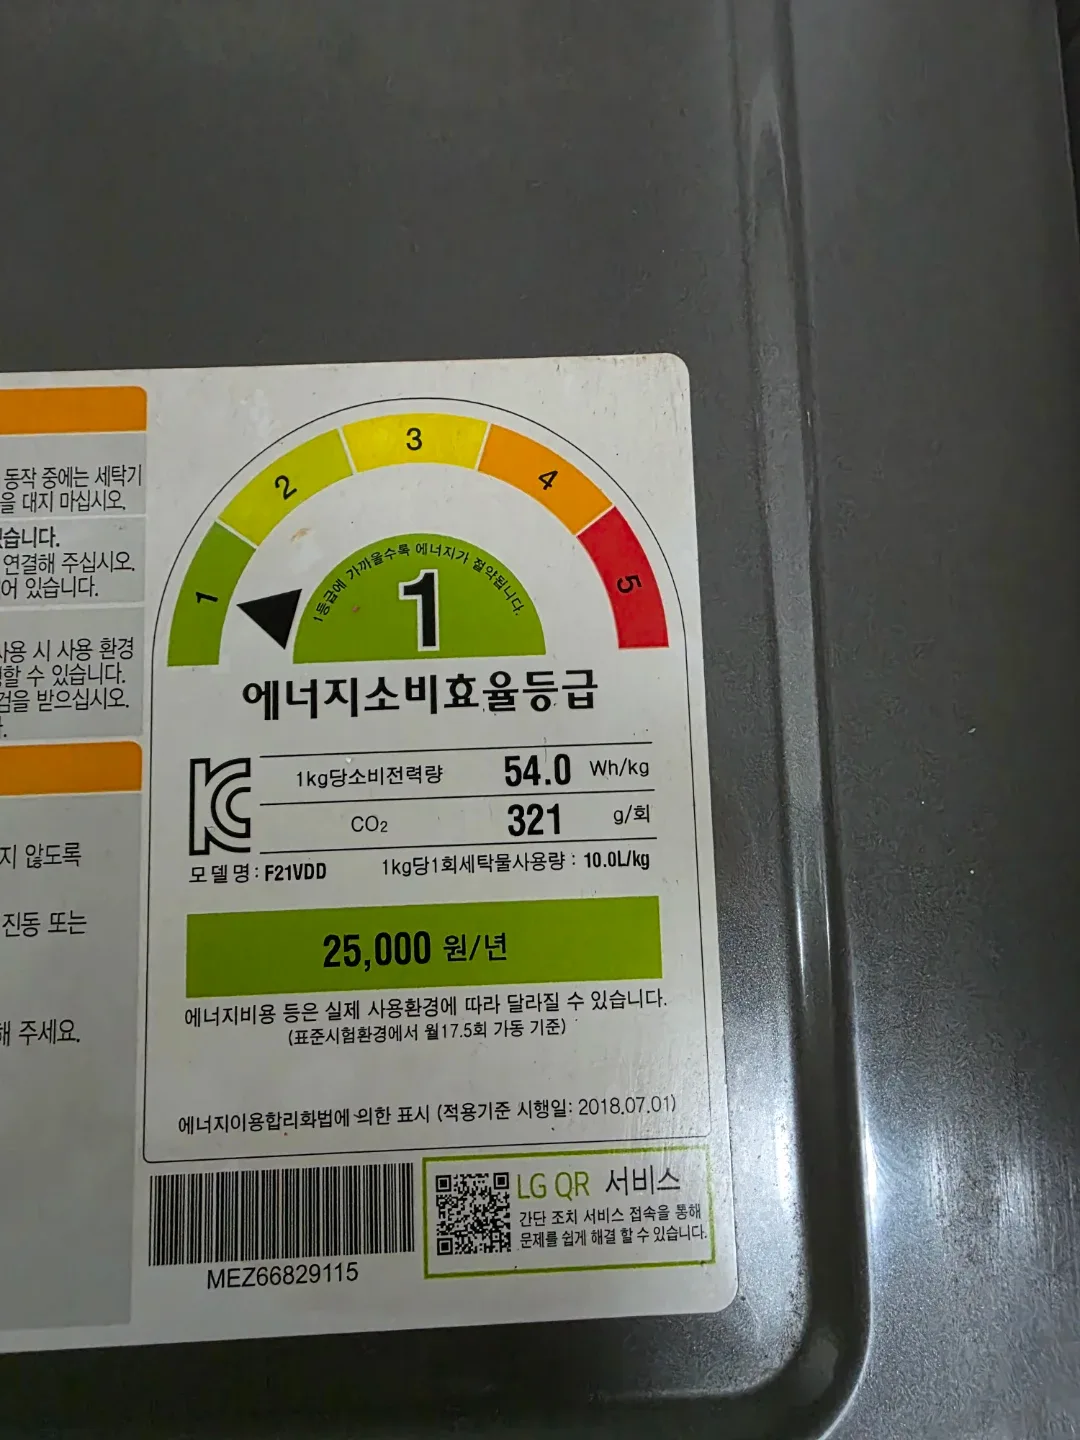 동작 중에는 세탁기
을 대지 마십시오.
있습니다.
연결해 주십시오.
어 있습니다.
사용 시 사용 환경
할 수 있습니다.
검을 받으십시오.
지 않도록
진동 또는
해 주세요.
1
2
3
4
5
1등급에 가까울수록 에너지가 절약됩니다.
1
에너지소비효율등급
1kg당소비전력량 54.0 Wh/kg
CO₂ 321 g/회
모델명: F21VDD 1kg당1회세탁물사용량 : 10.0L/kg
25,000 원/년
에너지비용 등은 실제 사용환경에 따라 달라질 수 있습니다.
(표준시험환경에서 월17.5회 가동 기준)
에너지이용합리화법에 의한 표시 (적용기준 시행일: 2018.07.01)
MEZ66829115
LG QR 서비스
간단 조치 서비스 접속을 통해
문제를 쉽게 해결 할 수 있습니다.